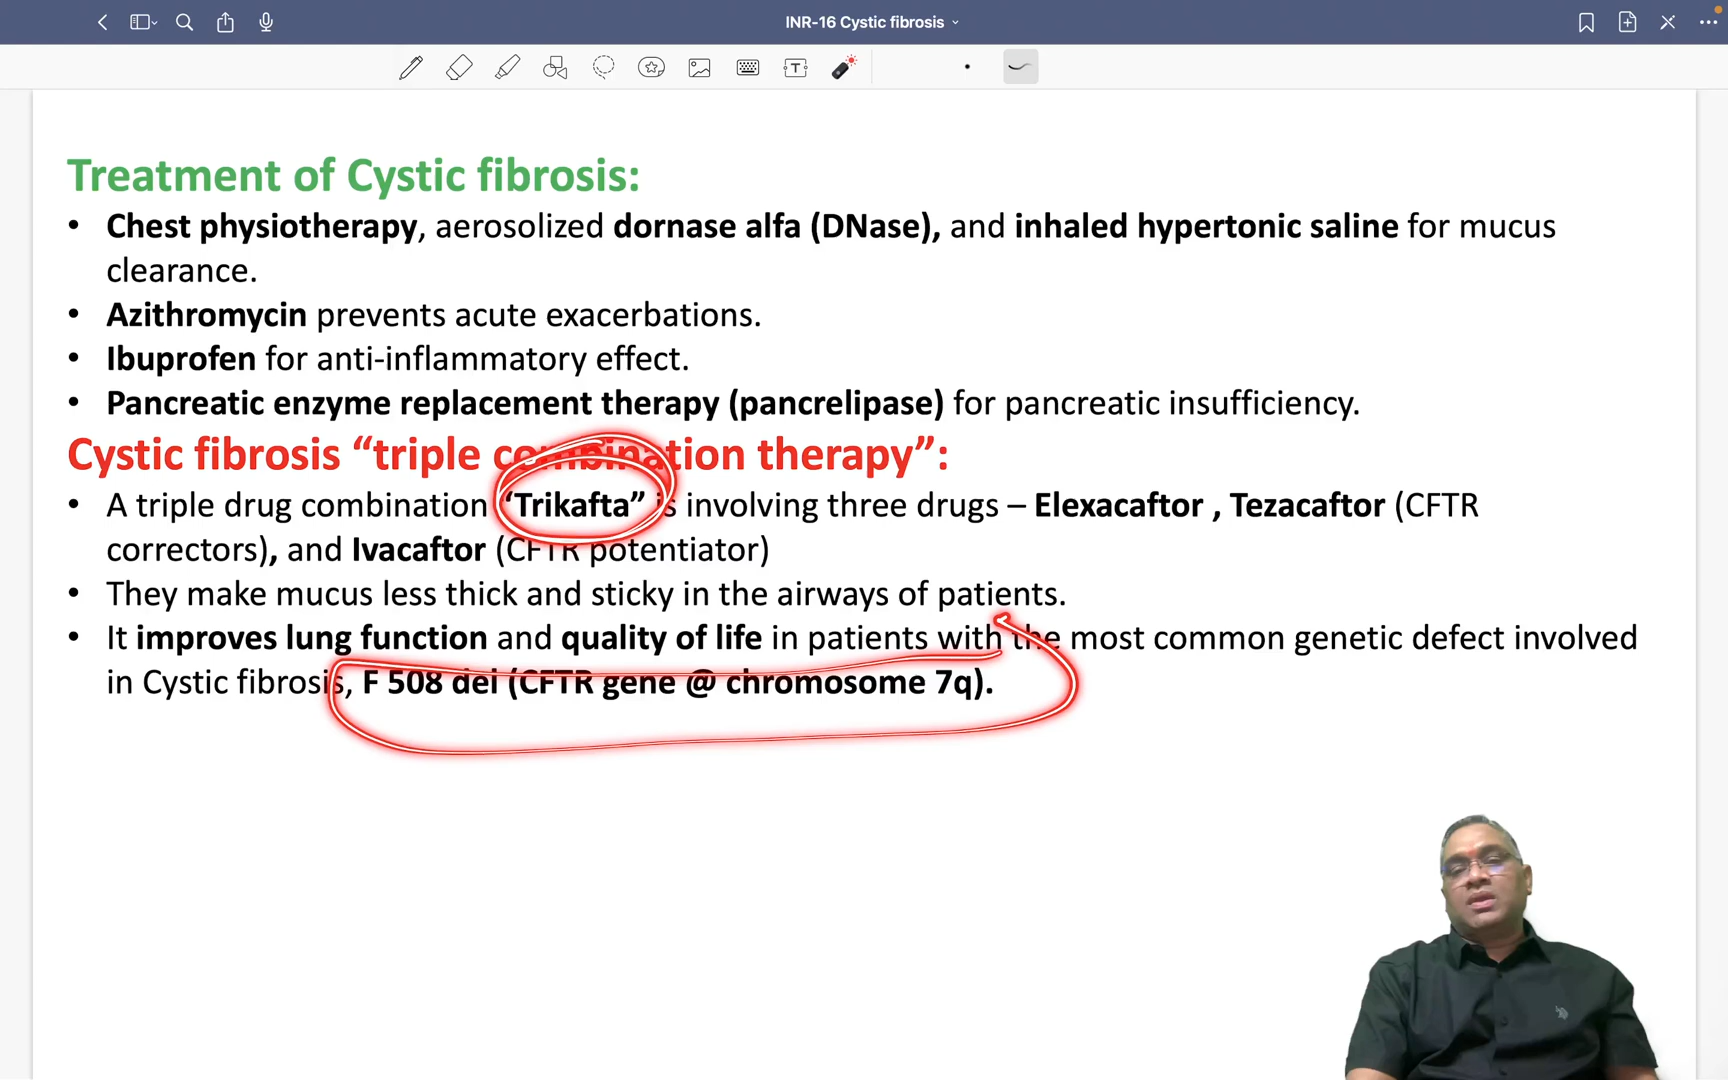 INR-16 Cystic fibrosis
Treatment of Cystic fibrosis:
• Chest physiotherapy, aerosolized dornase alfa (DNase), and inhaled hypertonic saline for mucus
clearance.
• Azithromycin prevents acute exacerbations.
• Ibuprofen for anti-inflammatory effect.
• Pancreatic enzyme replacement therapy (pancrelipase) for pancreatic insufficiency.
Cystic fibrosis “triple combination therapy”:
• A triple drug combination ‘Trikafta” is involving three drugs – Elexacaftor , Tezacaftor (CFTR
correctors), and Ivacaftor (CFTR potentiator)
• They make mucus less thick and sticky in the airways of patients.
• It improves lung function and quality of life in patients with the most common genetic defect involved
in Cystic fibrosis, F 508 del (CFTR gene @ chromosome 7q).